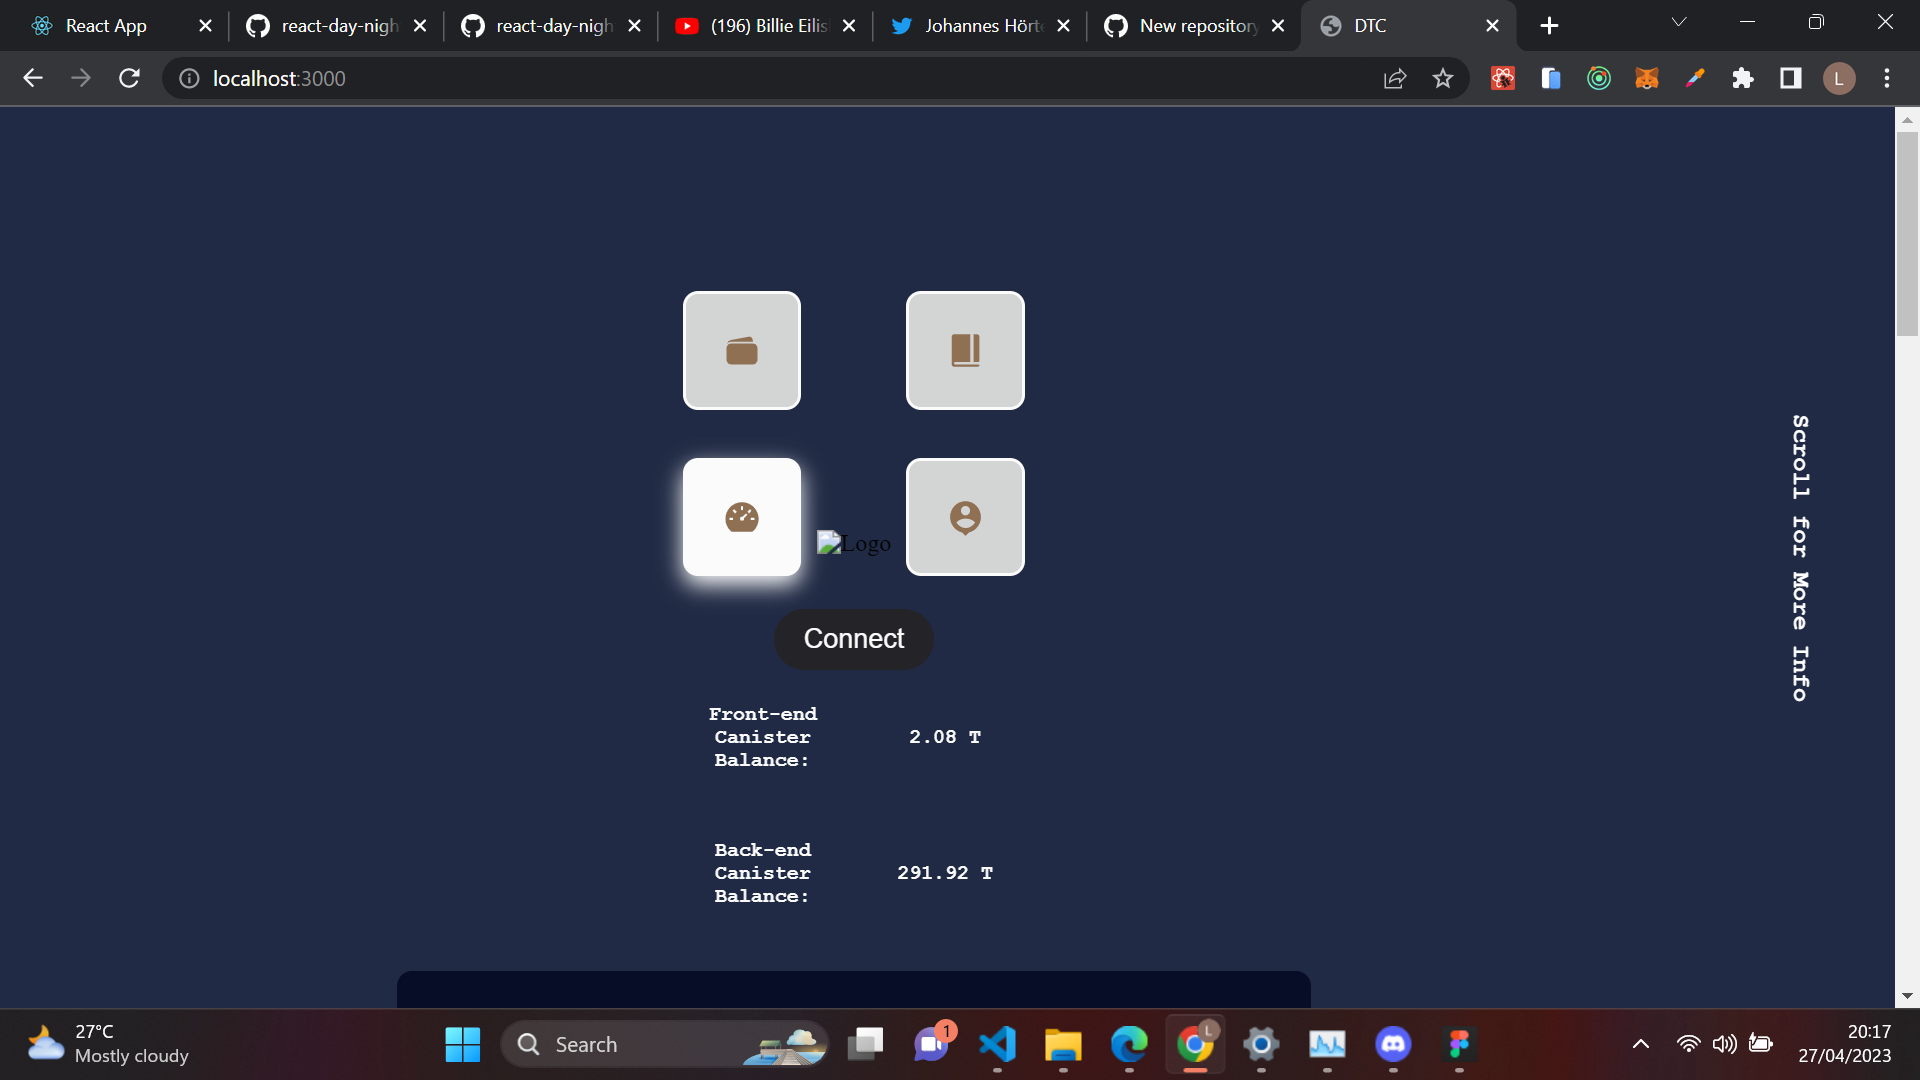 React App
react-day-nigh
react-day-nigh
(196) Billie Eilis
Johannes Hört
New repository
DTC
localhost:3000
L
Scroll for More Info
Logo
Connect
Front-end
Canister
Balance:
2.08 T
Back-end
Canister
Balance:
291.92 T
27°C
Mostly cloudy
Search
1
L
20:17
27/04/2023